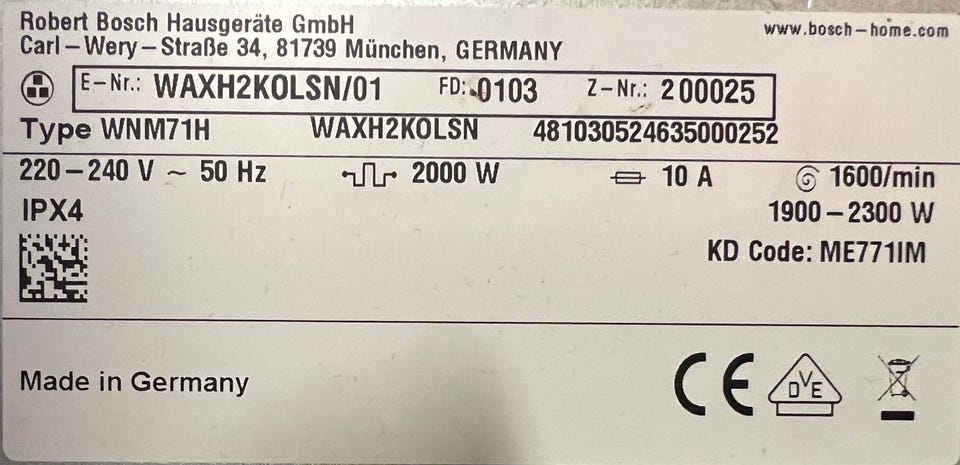 Robert Bosch Hausgeräte GmbH
www.bosch-home.com
Carl-Wery-Straße 34, 81739 München, GERMANY
E-Nr.: WAXH2KOLSN/01 FD: 0103 Z-Nr.: 200025
Type WNM71H WAXH2KOLSN 481030524635000252
220-240 V ~ 50 Hz 2000 W 10 A 1600/min
IPX4 1900-2300 W
KD Code: ME771IM
Made in Germany CE DVE